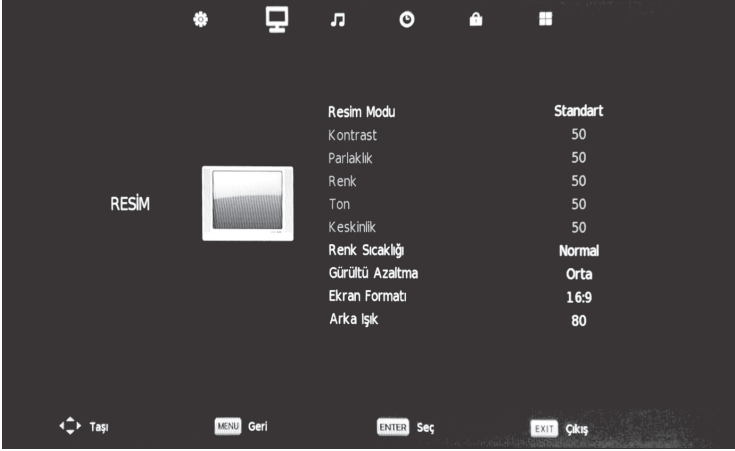 Resim Modu Standart
Kontrast 50
Parlaklık 50
Renk 50
Ton 50
Keskinlik 50
RESİM
Renk Sıcaklığı Normal
Gürültü Azaltma Orta
Ekran Formatı 16:9
Arka Işık 80
Taşı MENU Geri ENTER Seç EXIT Çıkış